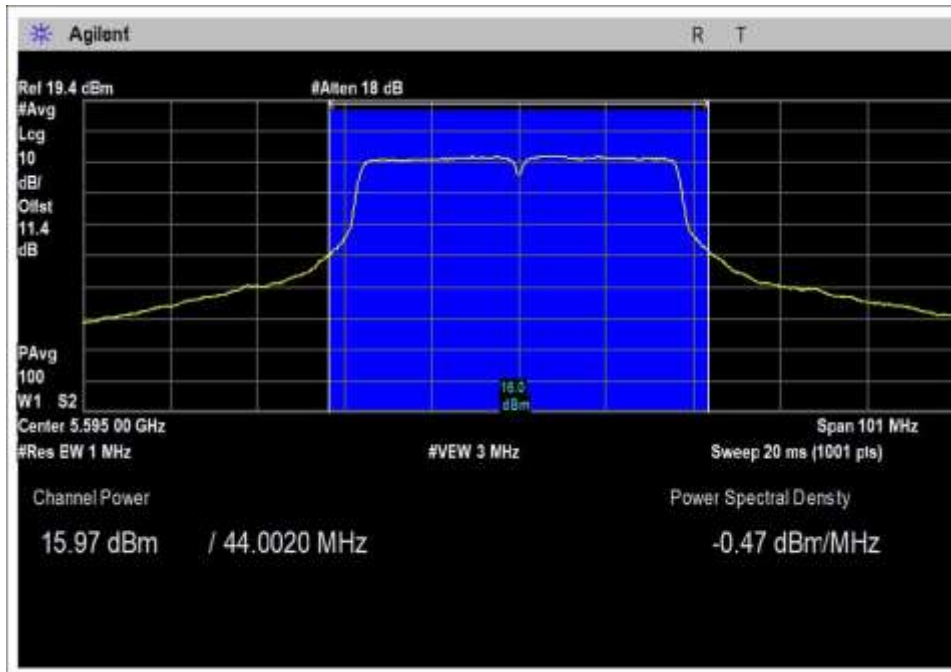 Agilent R T
Ref 19.4 dBm #Atten 18 dB
#Avg
Log
10
dB/
Offst
11.4
dB
PAvg
100
W1 S2
16.0
dBm
Center 5.595 00 GHz Span 101 MHz
#Res BW 1 MHz #VBW 3 MHz Sweep 20 ms (1001 pts)
Channel Power Power Spectral Density
15.97 dBm / 44.0020 MHz -0.47 dBm/MHz